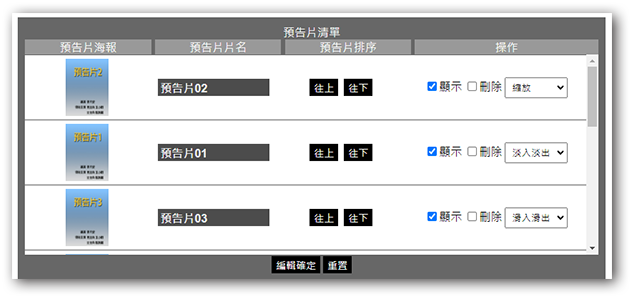 預告片清單
預告片海報 預告片片名 預告片排序 操作
預告片2
預告片02 往上 往下 顯示 刪除 縮放
預告片1
預告片01 往上 往下 顯示 刪除 淡入淡出
預告片3
預告片03 往上 往下 顯示 刪除 滑入滑出
編輯確定 重置